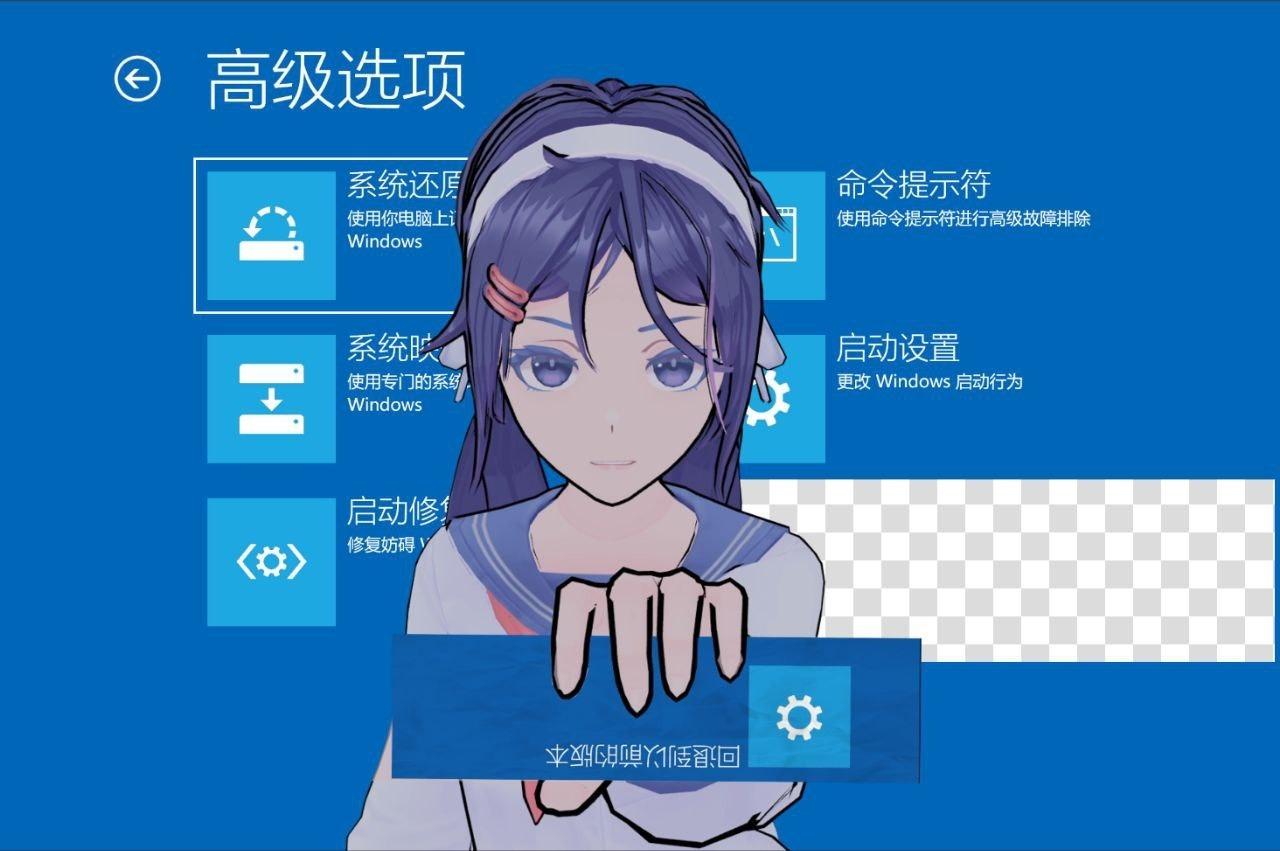 高级选项
系统还原
使用你电脑上
Windows
系统映
使用专门的系统
Windows
启动修复
修复妨碍
命令提示符
使用命令提示符进行高级故障排除
启动设置
更改 Windows 启动行为
回退到以前的版本